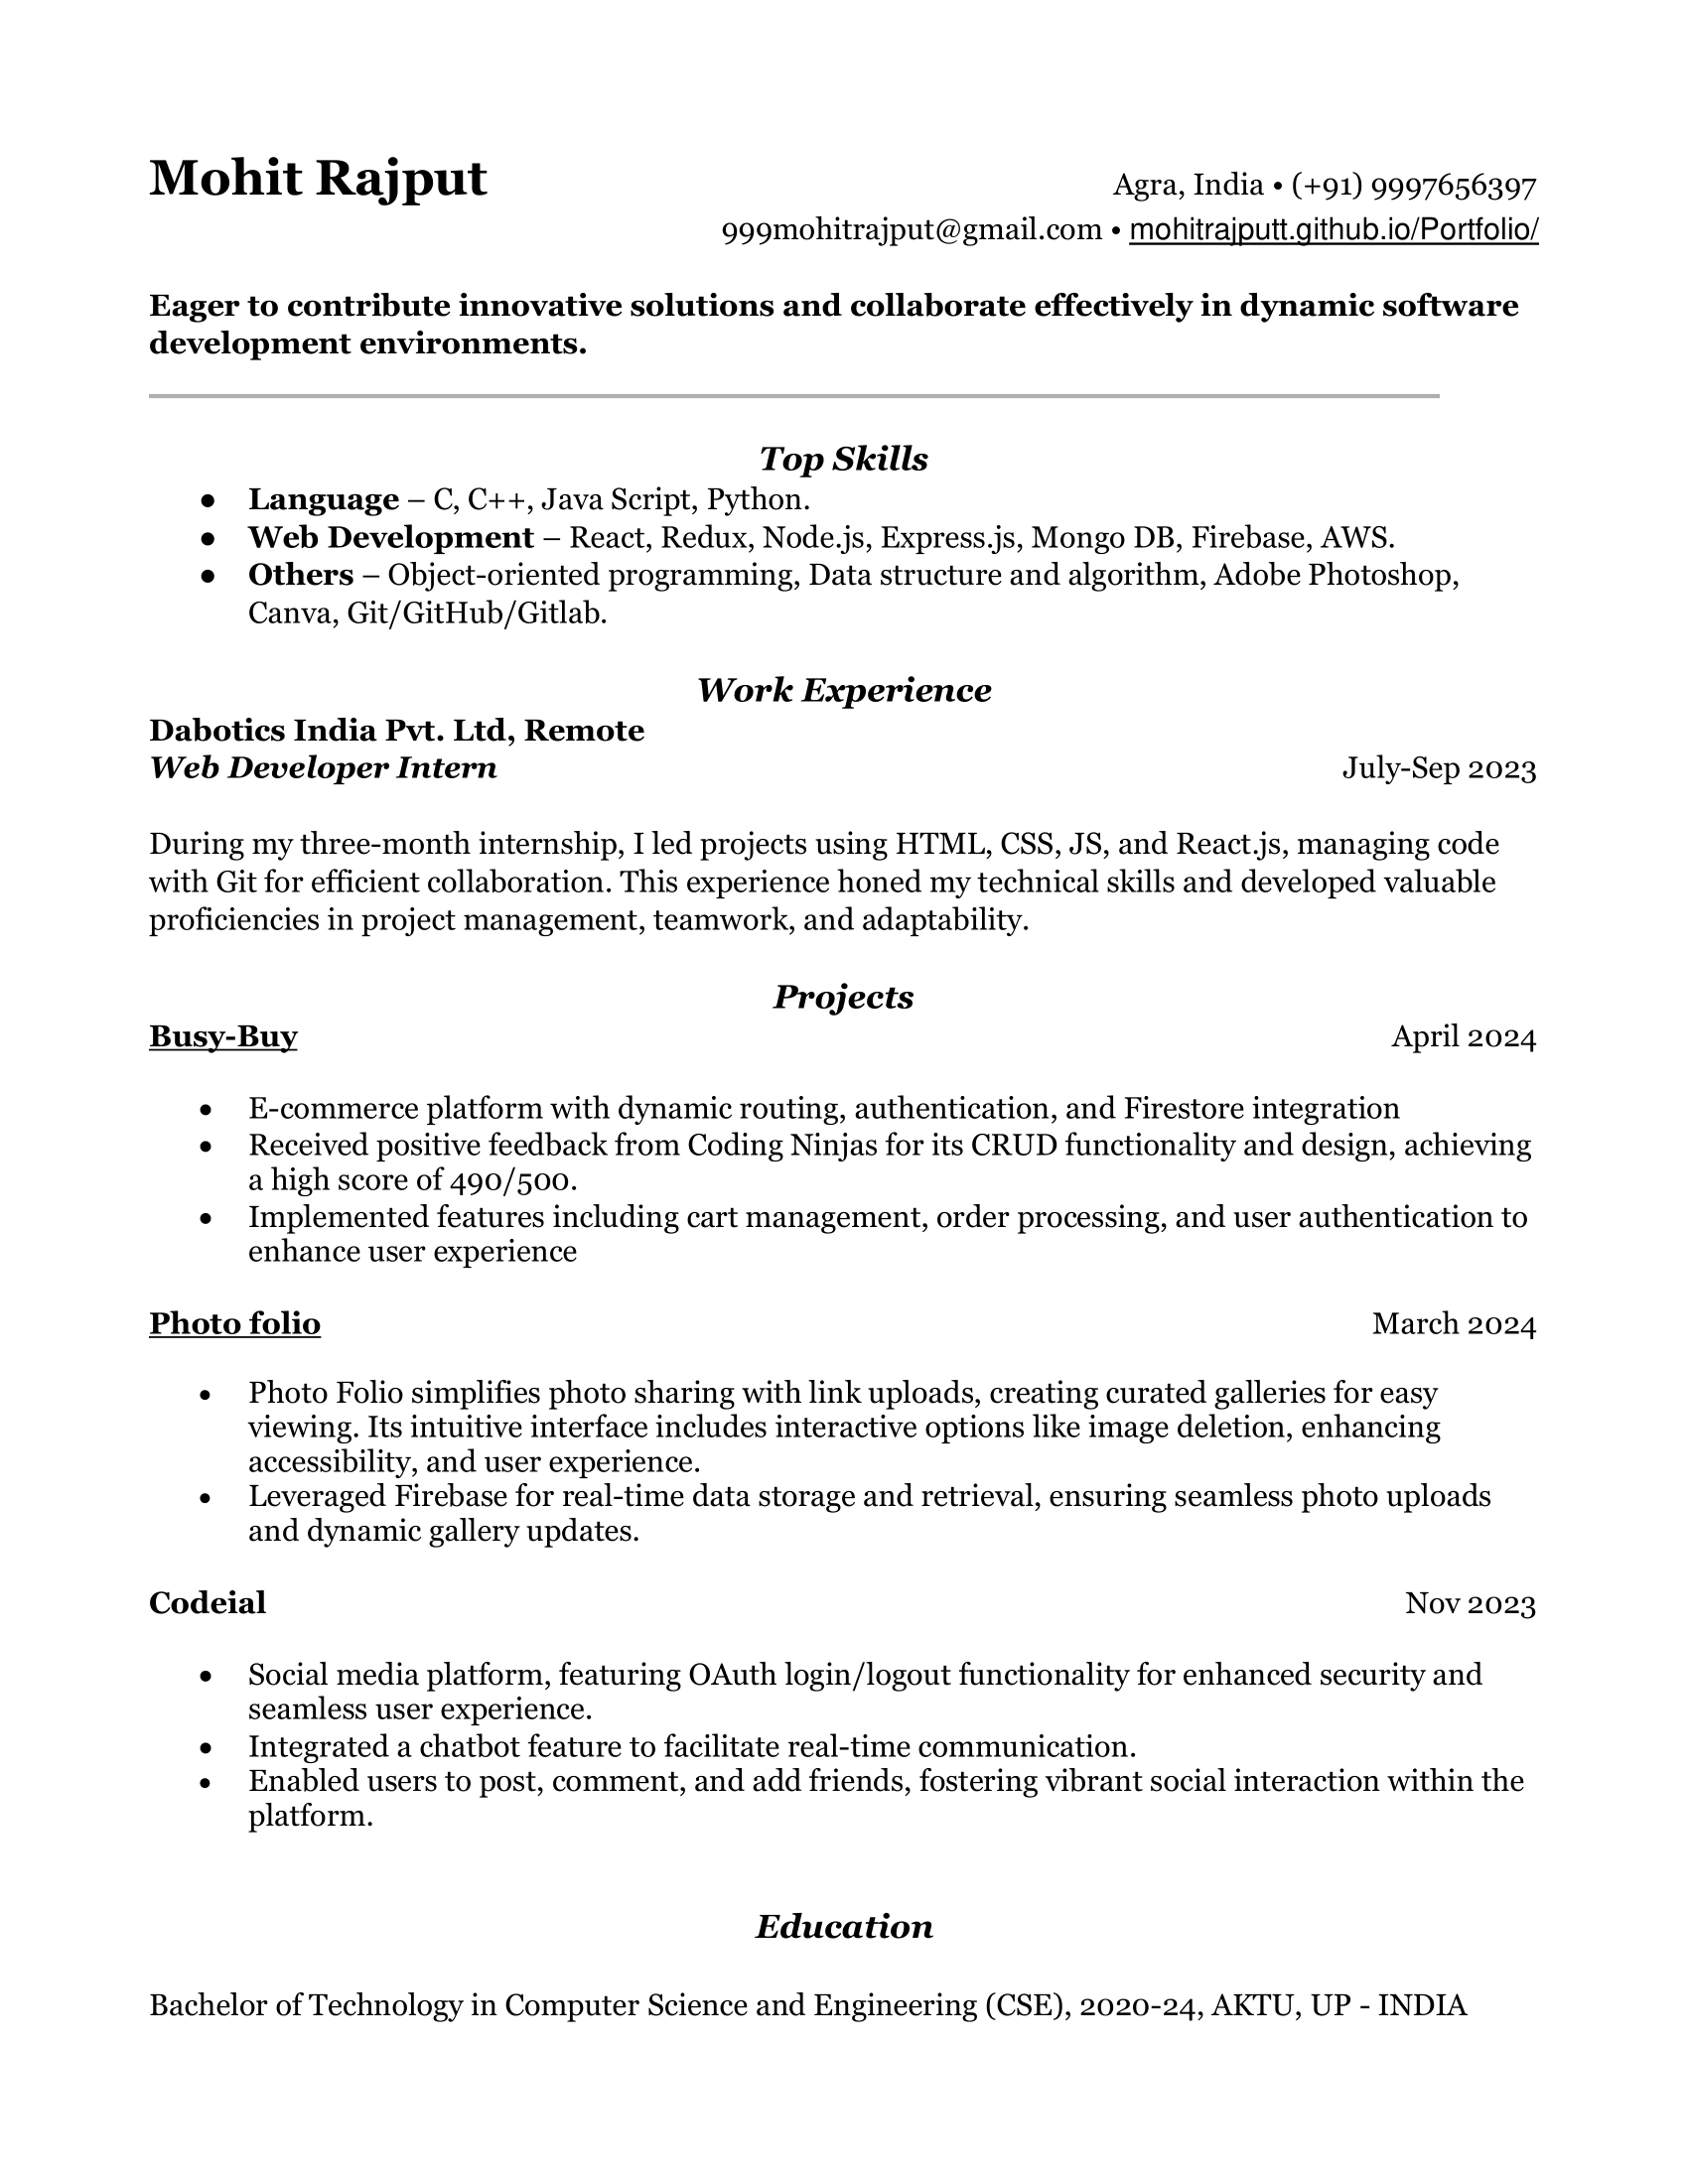 Mohit Rajput Agra, India • (+91) 9997656397
999mohitrajput@gmail.com • mohitrajputt.github.io/Portfolio/
Eager to contribute innovative solutions and collaborate effectively in dynamic software
development environments.
Top Skills
● Language – C, C++, Java Script, Python.
● Web Development – React, Redux, Node.js, Express.js, Mongo DB, Firebase, AWS.
● Others – Object-oriented programming, Data structure and algorithm, Adobe Photoshop,
Canva, Git/GitHub/Gitlab.
Work Experience
Dabotics India Pvt. Ltd, Remote
Web Developer Intern July-Sep 2023
During my three-month internship, I led projects using HTML, CSS, JS, and React.js, managing code
with Git for efficient collaboration. This experience honed my technical skills and developed valuable
proficiencies in project management, teamwork, and adaptability.
Projects
Busy-Buy April 2024
• E-commerce platform with dynamic routing, authentication, and Firestore integration
• Received positive feedback from Coding Ninjas for its CRUD functionality and design, achieving
a high score of 490/500.
• Implemented features including cart management, order processing, and user authentication to
enhance user experience
Photo folio March 2024
• Photo Folio simplifies photo sharing with link uploads, creating curated galleries for easy
viewing. Its intuitive interface includes interactive options like image deletion, enhancing
accessibility, and user experience.
• Leveraged Firebase for real-time data storage and retrieval, ensuring seamless photo uploads
and dynamic gallery updates.
Codeial Nov 2023
• Social media platform, featuring OAuth login/logout functionality for enhanced security and
seamless user experience.
• Integrated a chatbot feature to facilitate real-time communication.
• Enabled users to post, comment, and add friends, fostering vibrant social interaction within the
platform.
Education
Bachelor of Technology in Computer Science and Engineering (CSE), 2020-24, AKTU, UP - INDIA